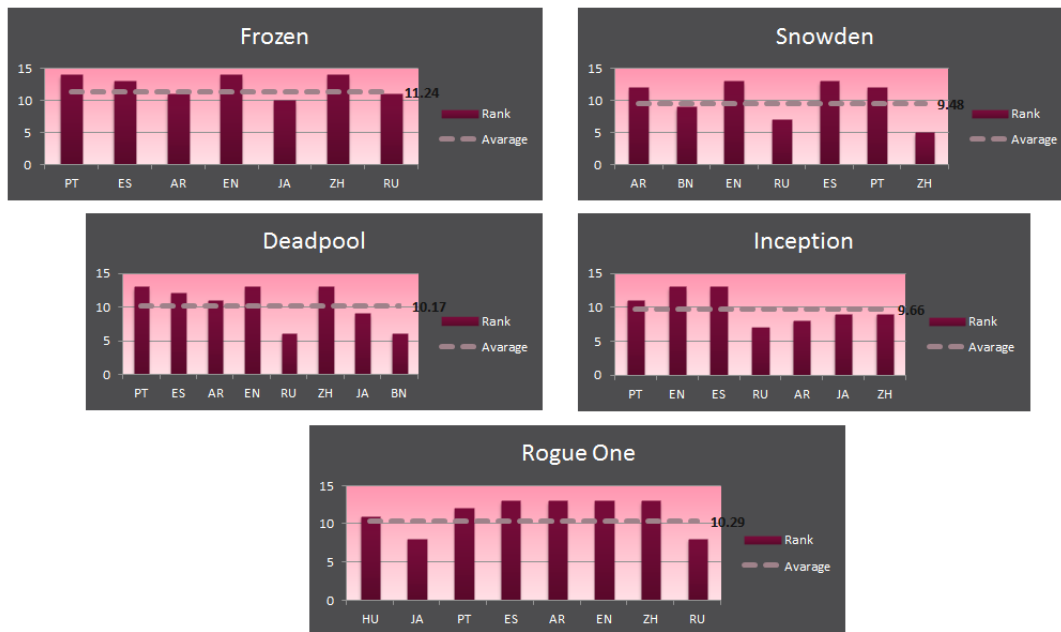 Frozen
15
10
5
0
PT ES AR EN JA ZH RU
11.24
Rank
Avarage
Snowden
15
10
5
0
AR BN EN RU ES PT ZH
9.48
Rank
Avarage
Deadpool
15
10
5
0
PT ES AR EN RU ZH JA BN
10.17
Rank
Avarage
Inception
15
10
5
0
PT EN ES RU AR JA ZH
9.66
Rank
Avarage
Rogue One
15
10
5
0
HU JA PT ES AR EN ZH RU
10.29
Rank
Avarage